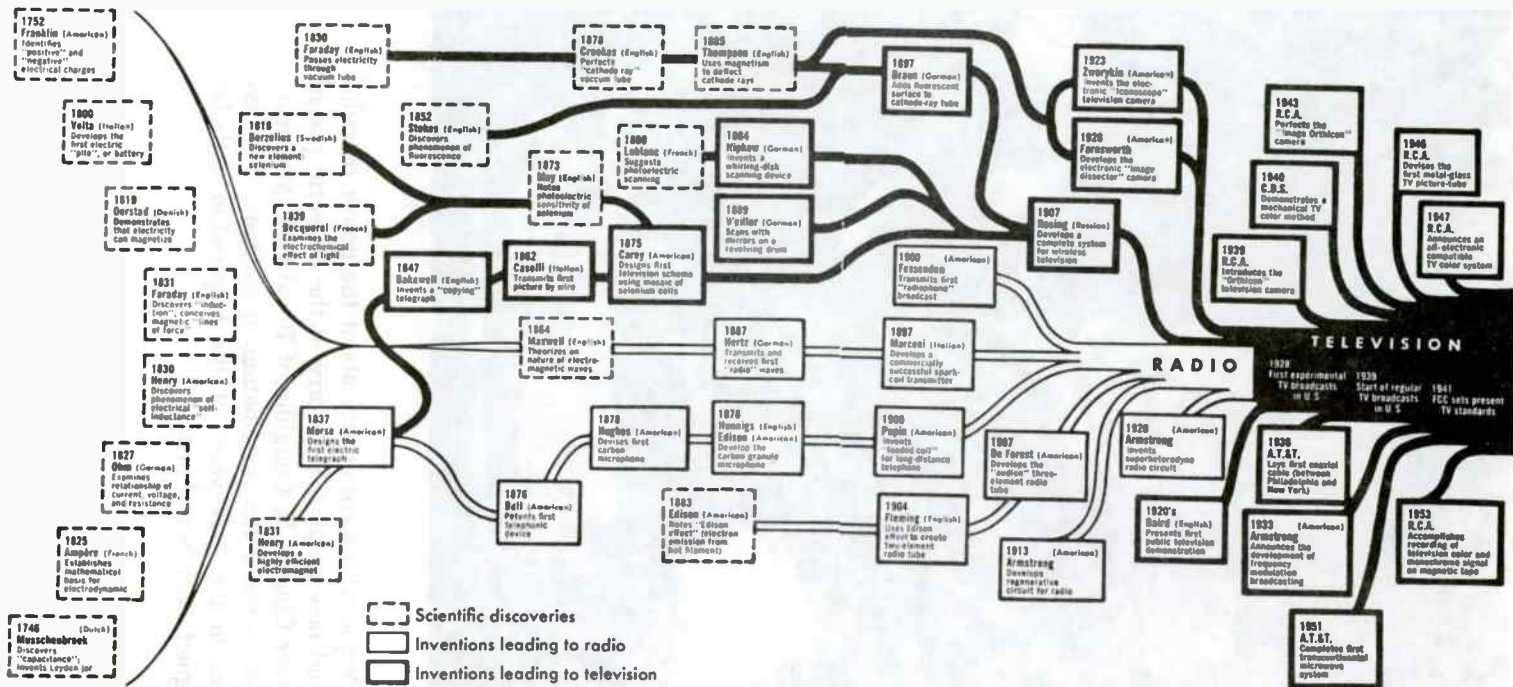 1752
Franklin (American)
Identifies
"positive" and
"negative"
electrical charges
1800
Volta (Italian)
Develops the
first electric
"pile", or battery
1819
Oerstad (Danish)
Demonstrates
that electricity
can magnetize
1831
Faraday (English)
Discovers "induc-
tion"; conceives
magnetic "lines
of force"
1830
Henry (American)
Discovers
phenomenon of
electrical "self-
inductance"
1827
Ohm (German)
Examines
relationship of
current, voltage,
and resistance
1825
Ampère (French)
Establishes
mathematical
basis for
electrodynamic
1746 (Dutch)
Musschenbroek
Discovers
"capacitance";
invents Leyden jar
1830
Faraday (English)
Passes electricity
through
vacuum tube
1878
Crookes (English)
Perfects
"cathode ray"
vaccum tube
1885
Thompson (English)
Uses magnetism
to deflect
cathode rays
1897
Braun (German)
Adds fluorescent
surface to
cathode-ray tube
1923
Zworykin (American)
Invents the elec-
tronic "Iconoscope"
television camera
1852
Stokes (English)
Discovers
phenomenon of
fluorescence
1818
Berzelius (Swedish)
Discovers a
new element:
selenium
1839
Becquerel (French)
Examines the
electrochemical
effect of light
1873
May (English)
Notes
photoelectric
sensitivity of
selenium
1880
Leblanc (French)
Suggests
photoelectric
scanning
1884
Nipkow (German)
Invents a
whirling-disk
scanning device
1889
Weiller (German)
Scans with
mirrors on a
revolving drum
1928 (American)
Farnsworth
Develops the
electronic "image
dissector" camera
1907
Rosing (Russian)
Develop a
complete system
for wireless
television
1847
Bakewell (English)
Invents a "copying"
telegraph
1862
Caselli (Italian)
Transmits first
picture by wire
1875
Carey (American)
Designs first
television scheme
using mosaic of
selenium cells
1900 (American)
Fessenden
Transmits first
"radiophone"
broadcast
1864
Maxwell (English)
Theorizes on
nature of electro-
magnetic waves
1887
Hertz (German)
Transmits and
receives first
"radio" waves
1897
Marconi (Italian)
Develops a
commercially
successful spark-
coil transmitter
1837
Morse (American)
Designs the
first electric
telegraph
1831
Henry (American)
Develops a
highly efficient
electromagnet
1876
Bell (American)
Patents first
telephonic
device
1878
Hughes (American)
Devises first
carbon
microphone
1878
Hunnigs (English)
Edison (American)
Develop the
carbon granule
microphone
1900
Pupin (American)
Invents
"loaded coil"
for long-distance
telephone
1883
Edison (American)
Notes "Edison
effect" (electron
emission from
hot filament)
1904
Fleming (English)
Uses Edison
effect to create
two-element
radio tube
1907
De Forest (American)
Develops the
"audion" three-
element radio
tube
1913 (American)
Armstrong
Develops
regenerative
circuit for radio
1920 (American)
Armstrong
Invents
superheterodyne
radio circuit
1943
R.C.A.
Perfects the
"Image Orthicon"
camera
1940
C.B.S.
Demonstrates a
mechanical TV
color method
1939
R.C.A.
Introduces the
"Orthicon"
television camera
1946
R.C.A.
Devises the
first metal-glass
TV picture-tube
1947
R.C.A.
Announces an
all-electronic
compatible
TV color system
RADIO
TELEVISION
1928
First experimental
TV broadcasts
in U S
1939
Start of regular
TV broadcasts
in U S
1941
FCC sets present
TV standards
1920's
Baird (English)
Presents first
public television
demonstration
1936
A.T.&T.
Lays first coaxial
cable (between
Philadelphia and
New York)
1933 (American)
Armstrong
Announces the
development of
frequency
modulation
broadcasting
1953
R.C.A.
Accomplishes
recording of
television color and
monochrome signal
on magnetic tape
1951
A.T.&T.
Completes first
transcontinental
microwave
system
Scientific discoveries
Inventions leading to radio
Inventions leading to television